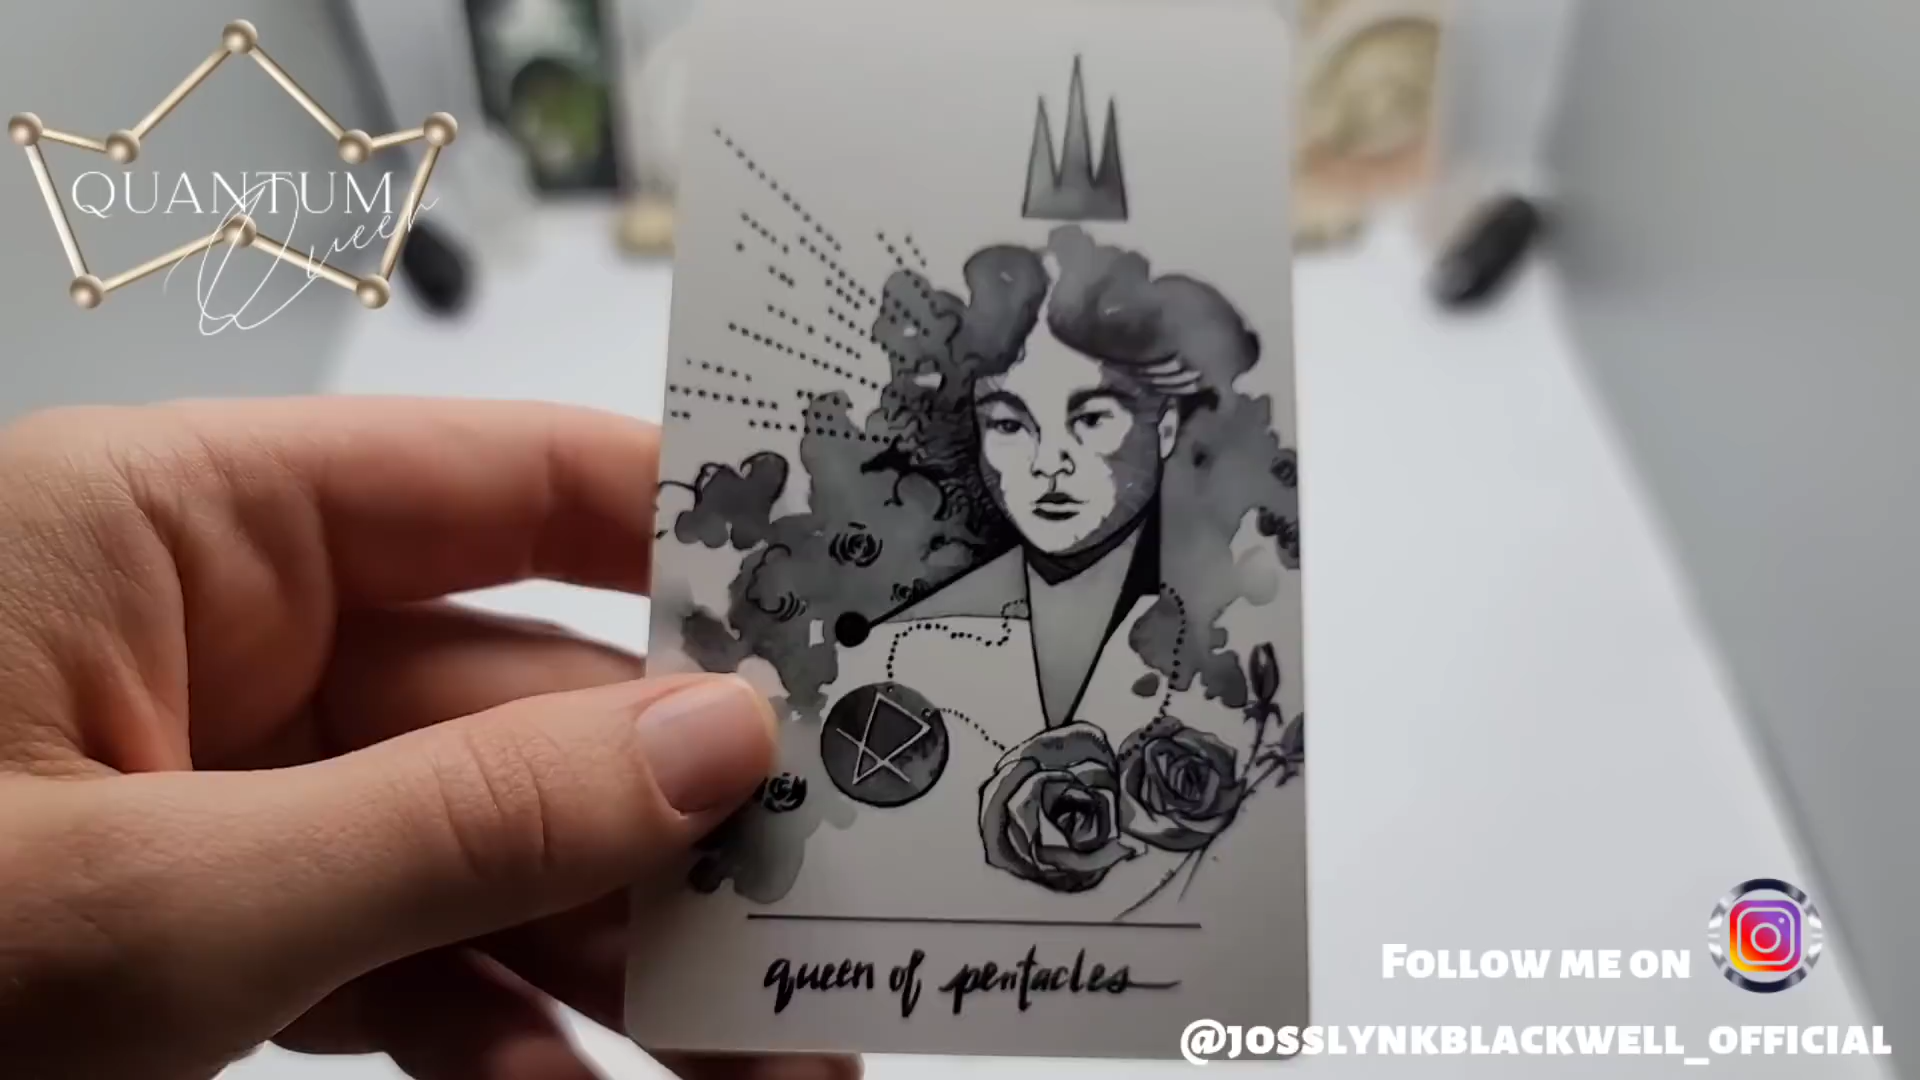 QUANTUM
Queen
queen of pentacles
FOLLOW ME ON
@JOSSLYNKBLACKWELL_OFFICIAL